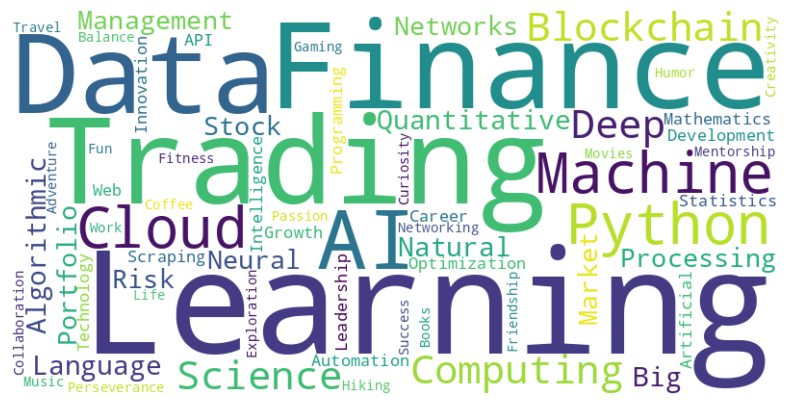 Travel
Management
Balance
API
Data
Innovation
Finance
Gaming
Networks
Blockchain
Creativity
Humor
Trading
Stock
Programming
Quantitative
Deep
Mathematics
Development
Fun
Fitness
Intelligence
Curiosity
Movies
Mentorship
Machine
Adventure
Algorithmic
Web
Coffee
Passion
Career
Statistics
Portfolio
Cloud
Work
Growth
AI
Networking
Natural
Python
Scraping
Neural
Optimization
Processing
Technology
Risk
Life
Learning
Exploration
Leadership
Success
Books
Friendship
Market
Artificial
Collaboration
Language
Music
Perseverance
Science
Automation
Hiking
Computing
Big